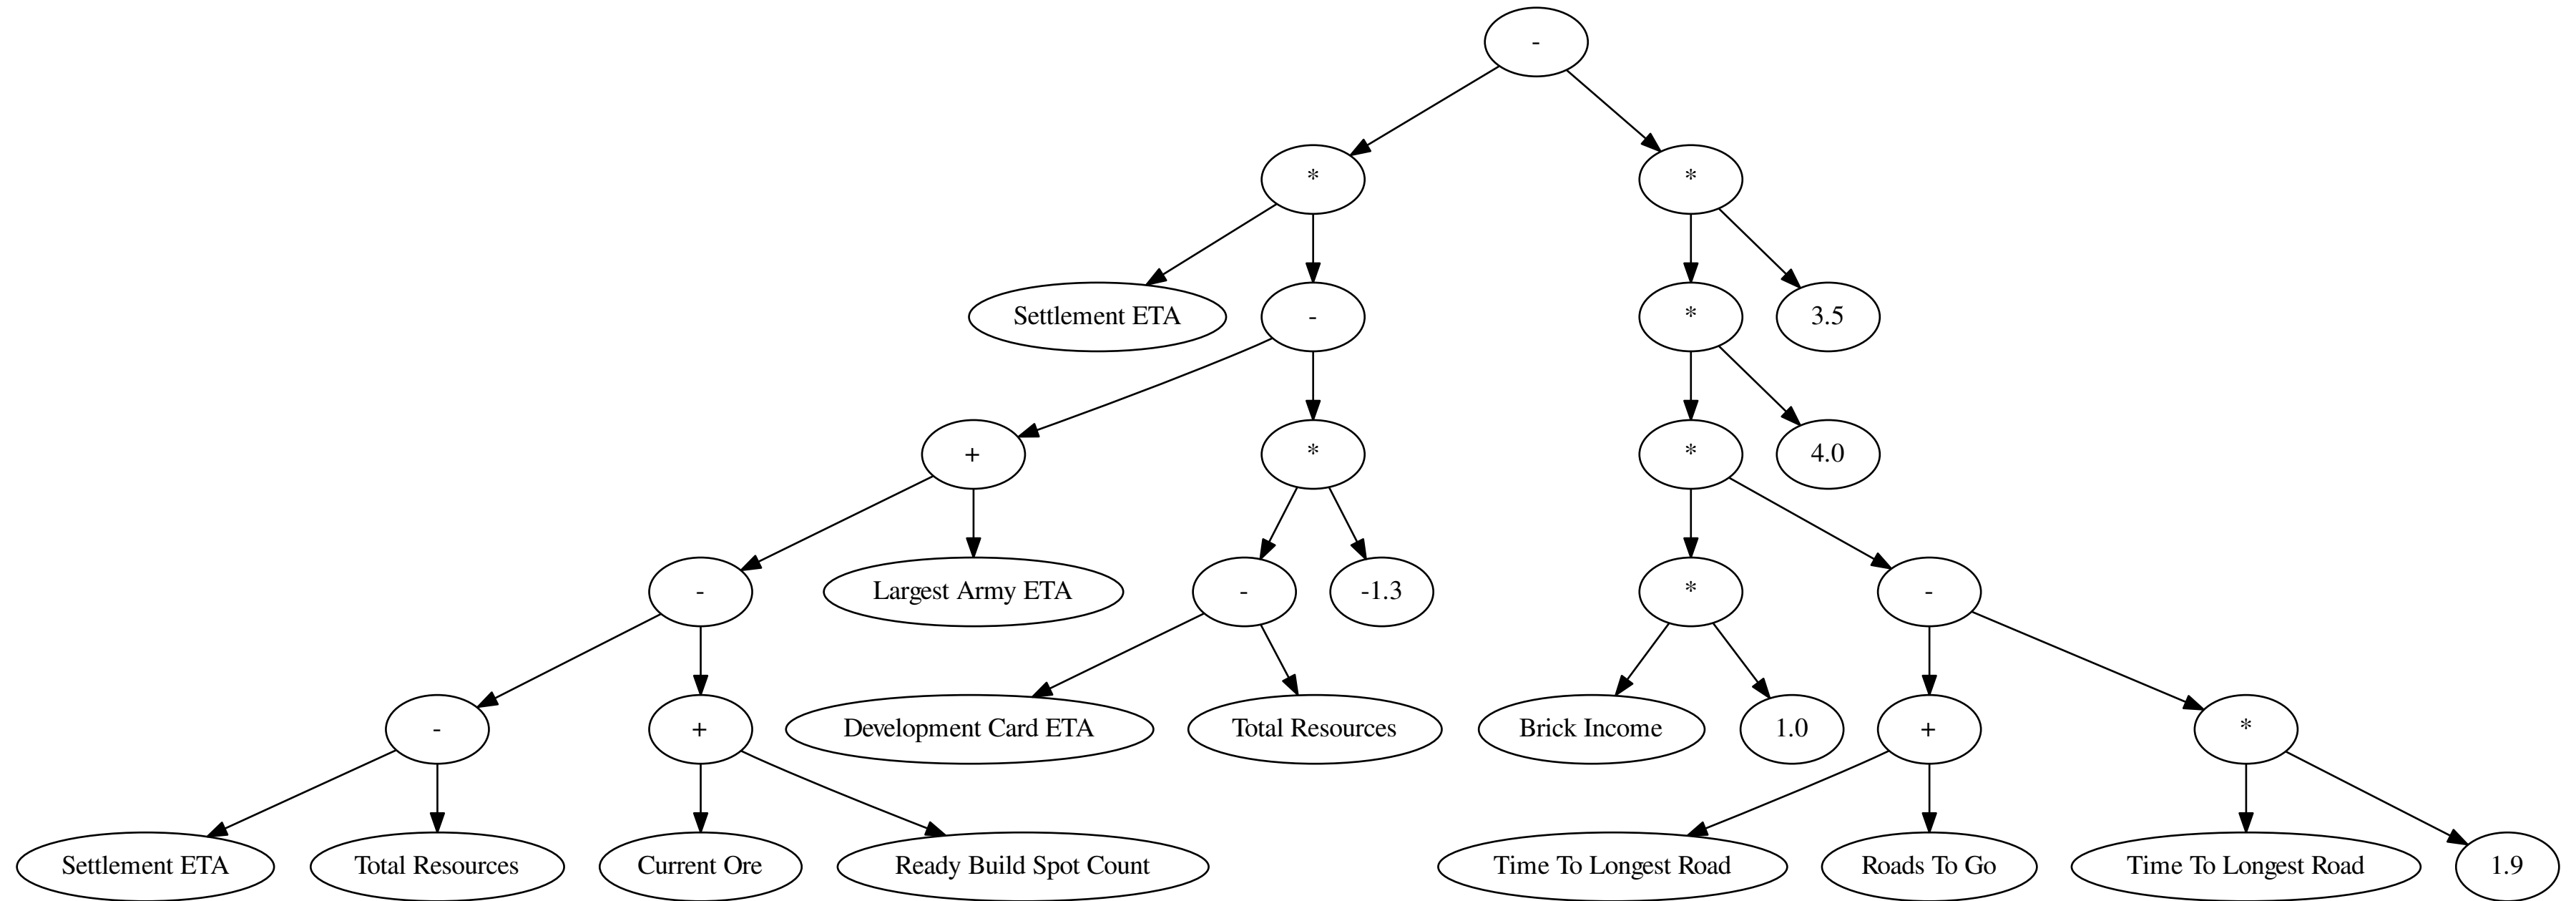 -
*
*
Settlement ETA
-
*
3.5
+
*
*
4.0
-
Largest Army ETA
-
-1.3
*
-
-
+
Development Card ETA
Total Resources
Brick Income
1.0
+
*
Settlement ETA
Total Resources
Current Ore
Ready Build Spot Count
Time To Longest Road
Roads To Go
Time To Longest Road
1.9